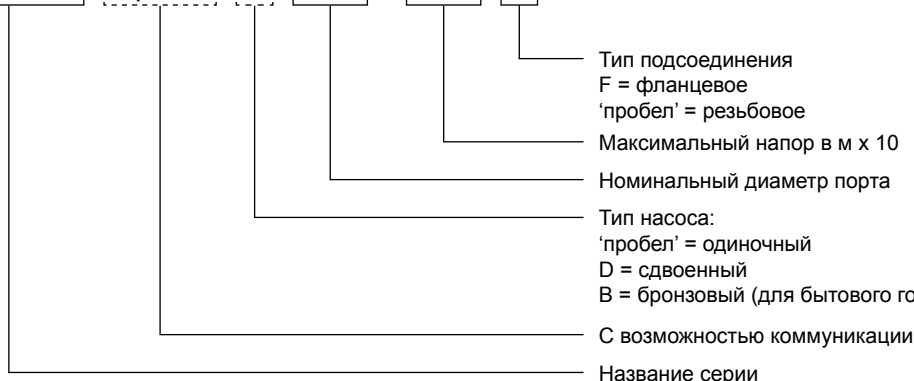 Тип подсоединения
F = фланцевое
‘пробел’ = резьбовое
Максимальный напор в м x 10
Номинальный диаметр порта
Тип насоса:
‘пробел’ = одиночный
D = сдвоенный
B = бронзовый (для бытового го
С возможностью коммуникации
Название серии